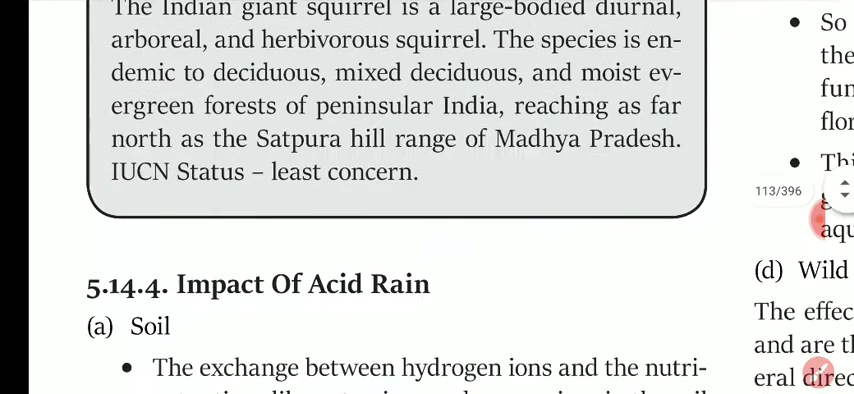 The Indian giant squirrel is a large-bodied diurnal,
arboreal, and herbivorous squirrel. The species is en-
demic to deciduous, mixed deciduous, and moist ev-
ergreen forests of peninsular India, reaching as far
north as the Satpura hill range of Madhya Pradesh.
IUCN Status – least concern.
5.14.4. Impact Of Acid Rain
(a) Soil
• The exchange between hydrogen ions and the nutri-
• So
the
fun
flor
• Thi
113/396
aqu
(d) Wild
The effec
and are th
eral direc